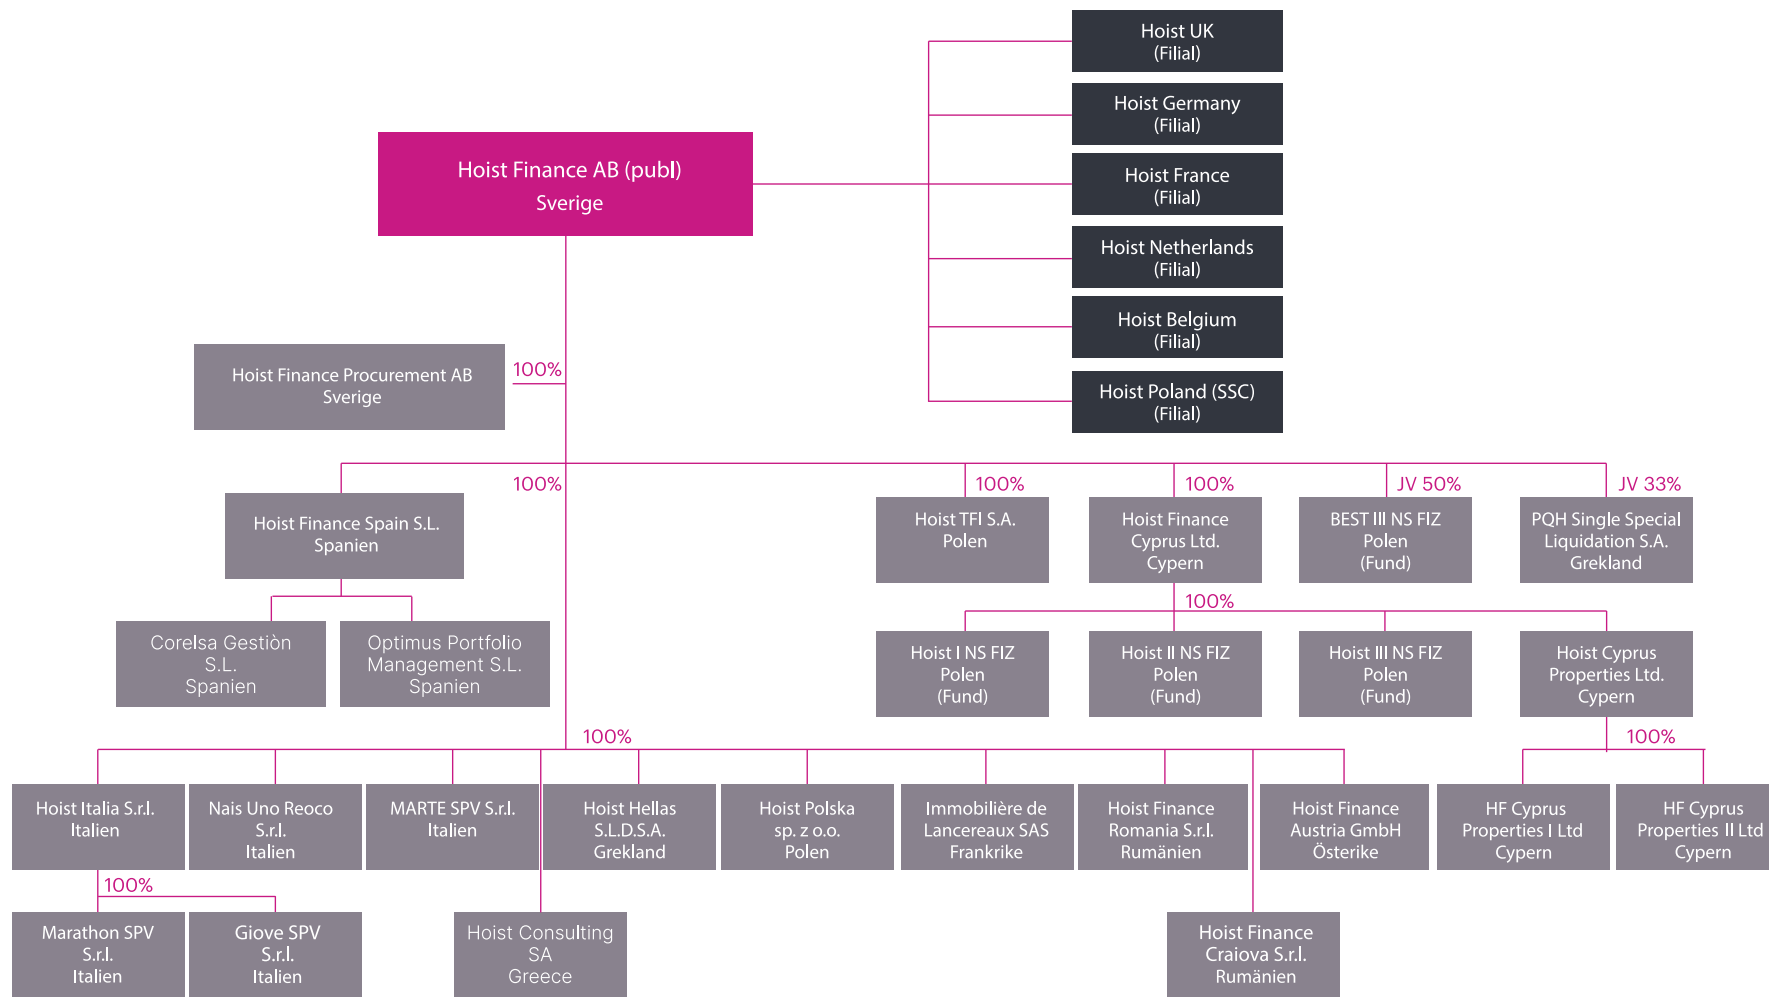 Hoist UK
(Filial)
Hoist Germany
(Filial)
Hoist Finance AB (publ)
Sverige
Hoist France
(Filial)
Hoist Netherlands
(Filial)
Hoist Belgium
(Filial)
Hoist Finance Procurement AB
Sverige
100%
Hoist Poland (SSC)
(Filial)
100%
100%
100%
JV 50%
JV 33%
Hoist Finance Spain S.L.
Spanien
Hoist TFI S.A.
Polen
Hoist Finance
Cyprus Ltd.
Cypern
BEST III NS FIZ
Polen
(Fund)
PQH Single Special
Liquidation S.A.
Grekland
100%
Corelsa Gestiòn
S.L.
Spanien
Optimus Portfolio
Management S.L.
Spanien
Hoist I NS FIZ
Polen
(Fund)
Hoist II NS FIZ
Polen
(Fund)
Hoist III NS FIZ
Polen
(Fund)
Hoist Cyprus
Properties Ltd.
Cypern
100%
100%
Hoist Italia S.r.l.
Italien
Nais Uno Reoco
S.r.l.
Italien
MARTE SPV S.r.l.
Italien
Hoist Hellas
S.L.D.S.A.
Grekland
Hoist Polska
sp. z o.o.
Polen
Immobilière de
Lancereaux SAS
Frankrike
Hoist Finance
Romania S.r.l.
Rumänien
Hoist Finance
Austria GmbH
Österike
HF Cyprus
Properties I Ltd
Cypern
HF Cyprus
Properties II Ltd
Cypern
100%
Marathon SPV
S.r.l.
Italien
Giove SPV
S.r.l.
Italien
Hoist Consulting
SA
Greece
Hoist Finance
Craiova S.r.l.
Rumänien